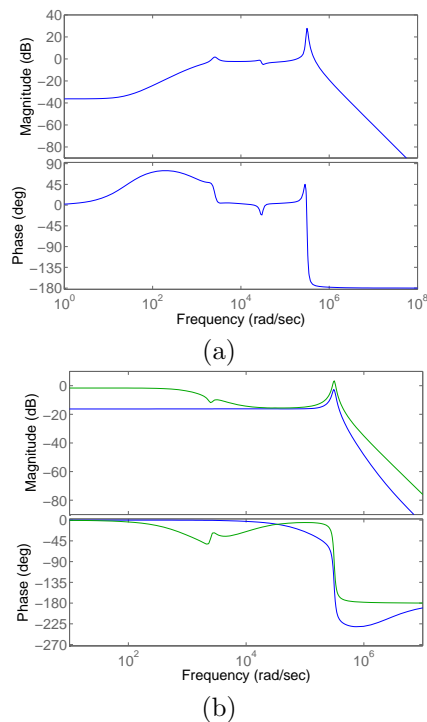 40
20
0
−20
−40
−60
−80
Magnitude (dB)
90
45
0
−45
−90
−135
−180
Phase (deg)
10^0 10^2 10^4 10^6 10^8
Frequency (rad/sec)
(a)
0
−20
−40
−60
−80
Magnitude (dB)
0
−45
−90
−135
−180
−225
−270
Phase (deg)
10^2 10^4 10^6
Frequency (rad/sec)
(b)